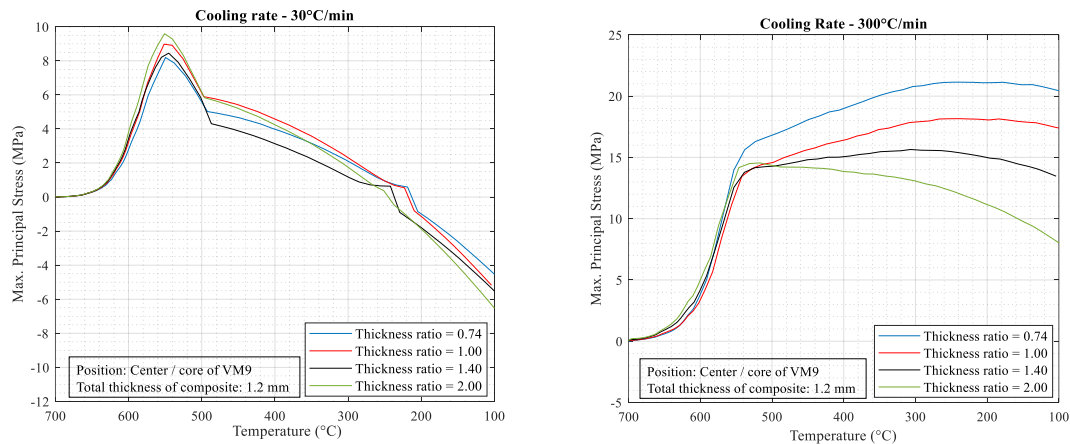 Cooling rate - 30°C/min
Max. Principal Stress (MPa)
10
8
6
4
2
0
-2
-4
-6
-8
-10
-12
Position: Center / core of VM9
Total thickness of composite: 1.2 mm
Thickness ratio = 0.74
Thickness ratio = 1.00
Thickness ratio = 1.40
Thickness ratio = 2.00
700 600 500 400 300 200 100
Temperature (°C)
Cooling Rate - 300°C/min
Max. Principal Stress (MPa)
25
20
15
10
5
0
-5
Position: Center / core of VM9
Total thickness of composite: 1.2 mm
Thickness ratio = 0.74
Thickness ratio = 1.00
Thickness ratio = 1.40
Thickness ratio = 2.00
700 600 500 400 300 200 100
Temperature (°C)